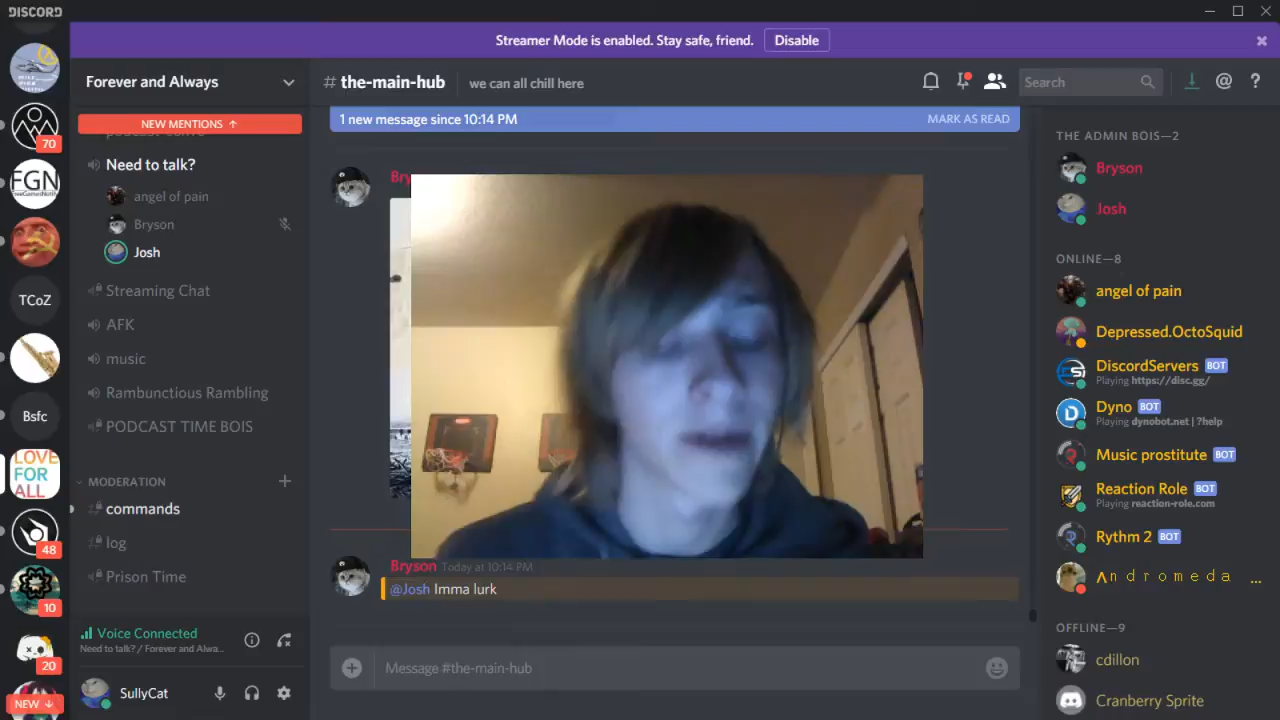 DISCORD
Streamer Mode is enabled. Stay safe, friend.
Disable
70
FGN
TCoZ
Bsfc
LOVE
FOR
ALL
48
10
20
NEW ↓
Forever and Always
NEW MENTIONS ↑
Need to talk?
angel of pain
Bryson
Josh
Streaming Chat
AFK
music
Rambunctious Rambling
PODCAST TIME BOIS
MODERATION
commands
log
Prison Time
Voice Connected
Need to talk? / Forever and Alwa...
SullyCat
# the-main-hub
we can all chill here
Search
1 new message since 10:14 PM
MARK AS READ
Bryson Today at 10:14 PM
@Josh Imma lurk
Message #the-main-hub
THE ADMIN BOIS—2
Bryson
Josh
ONLINE—8
angel of pain
Depressed.OctoSquid
DiscordServers BOT
Playing https://disc.gg/
Dyno BOT
Playing dynobot.net | ?help
Music prostitute BOT
Reaction Role BOT
Playing reaction-role.com
Rythm 2 BOT
Λｎｄｒｏｍｅｄａ ...
OFFLINE—9
cdillon
Cranberry Sprite